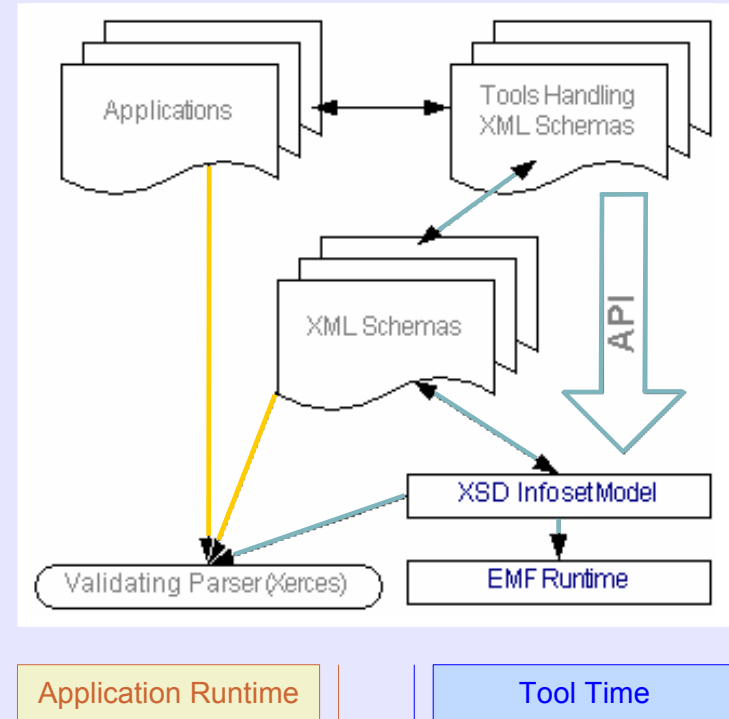 Applications
Tools Handling
XML Schemas
XML Schemas
API
XSD InfosetModel
Validating Parser(Xerces)
EMF Runtime
Application Runtime
Tool Time